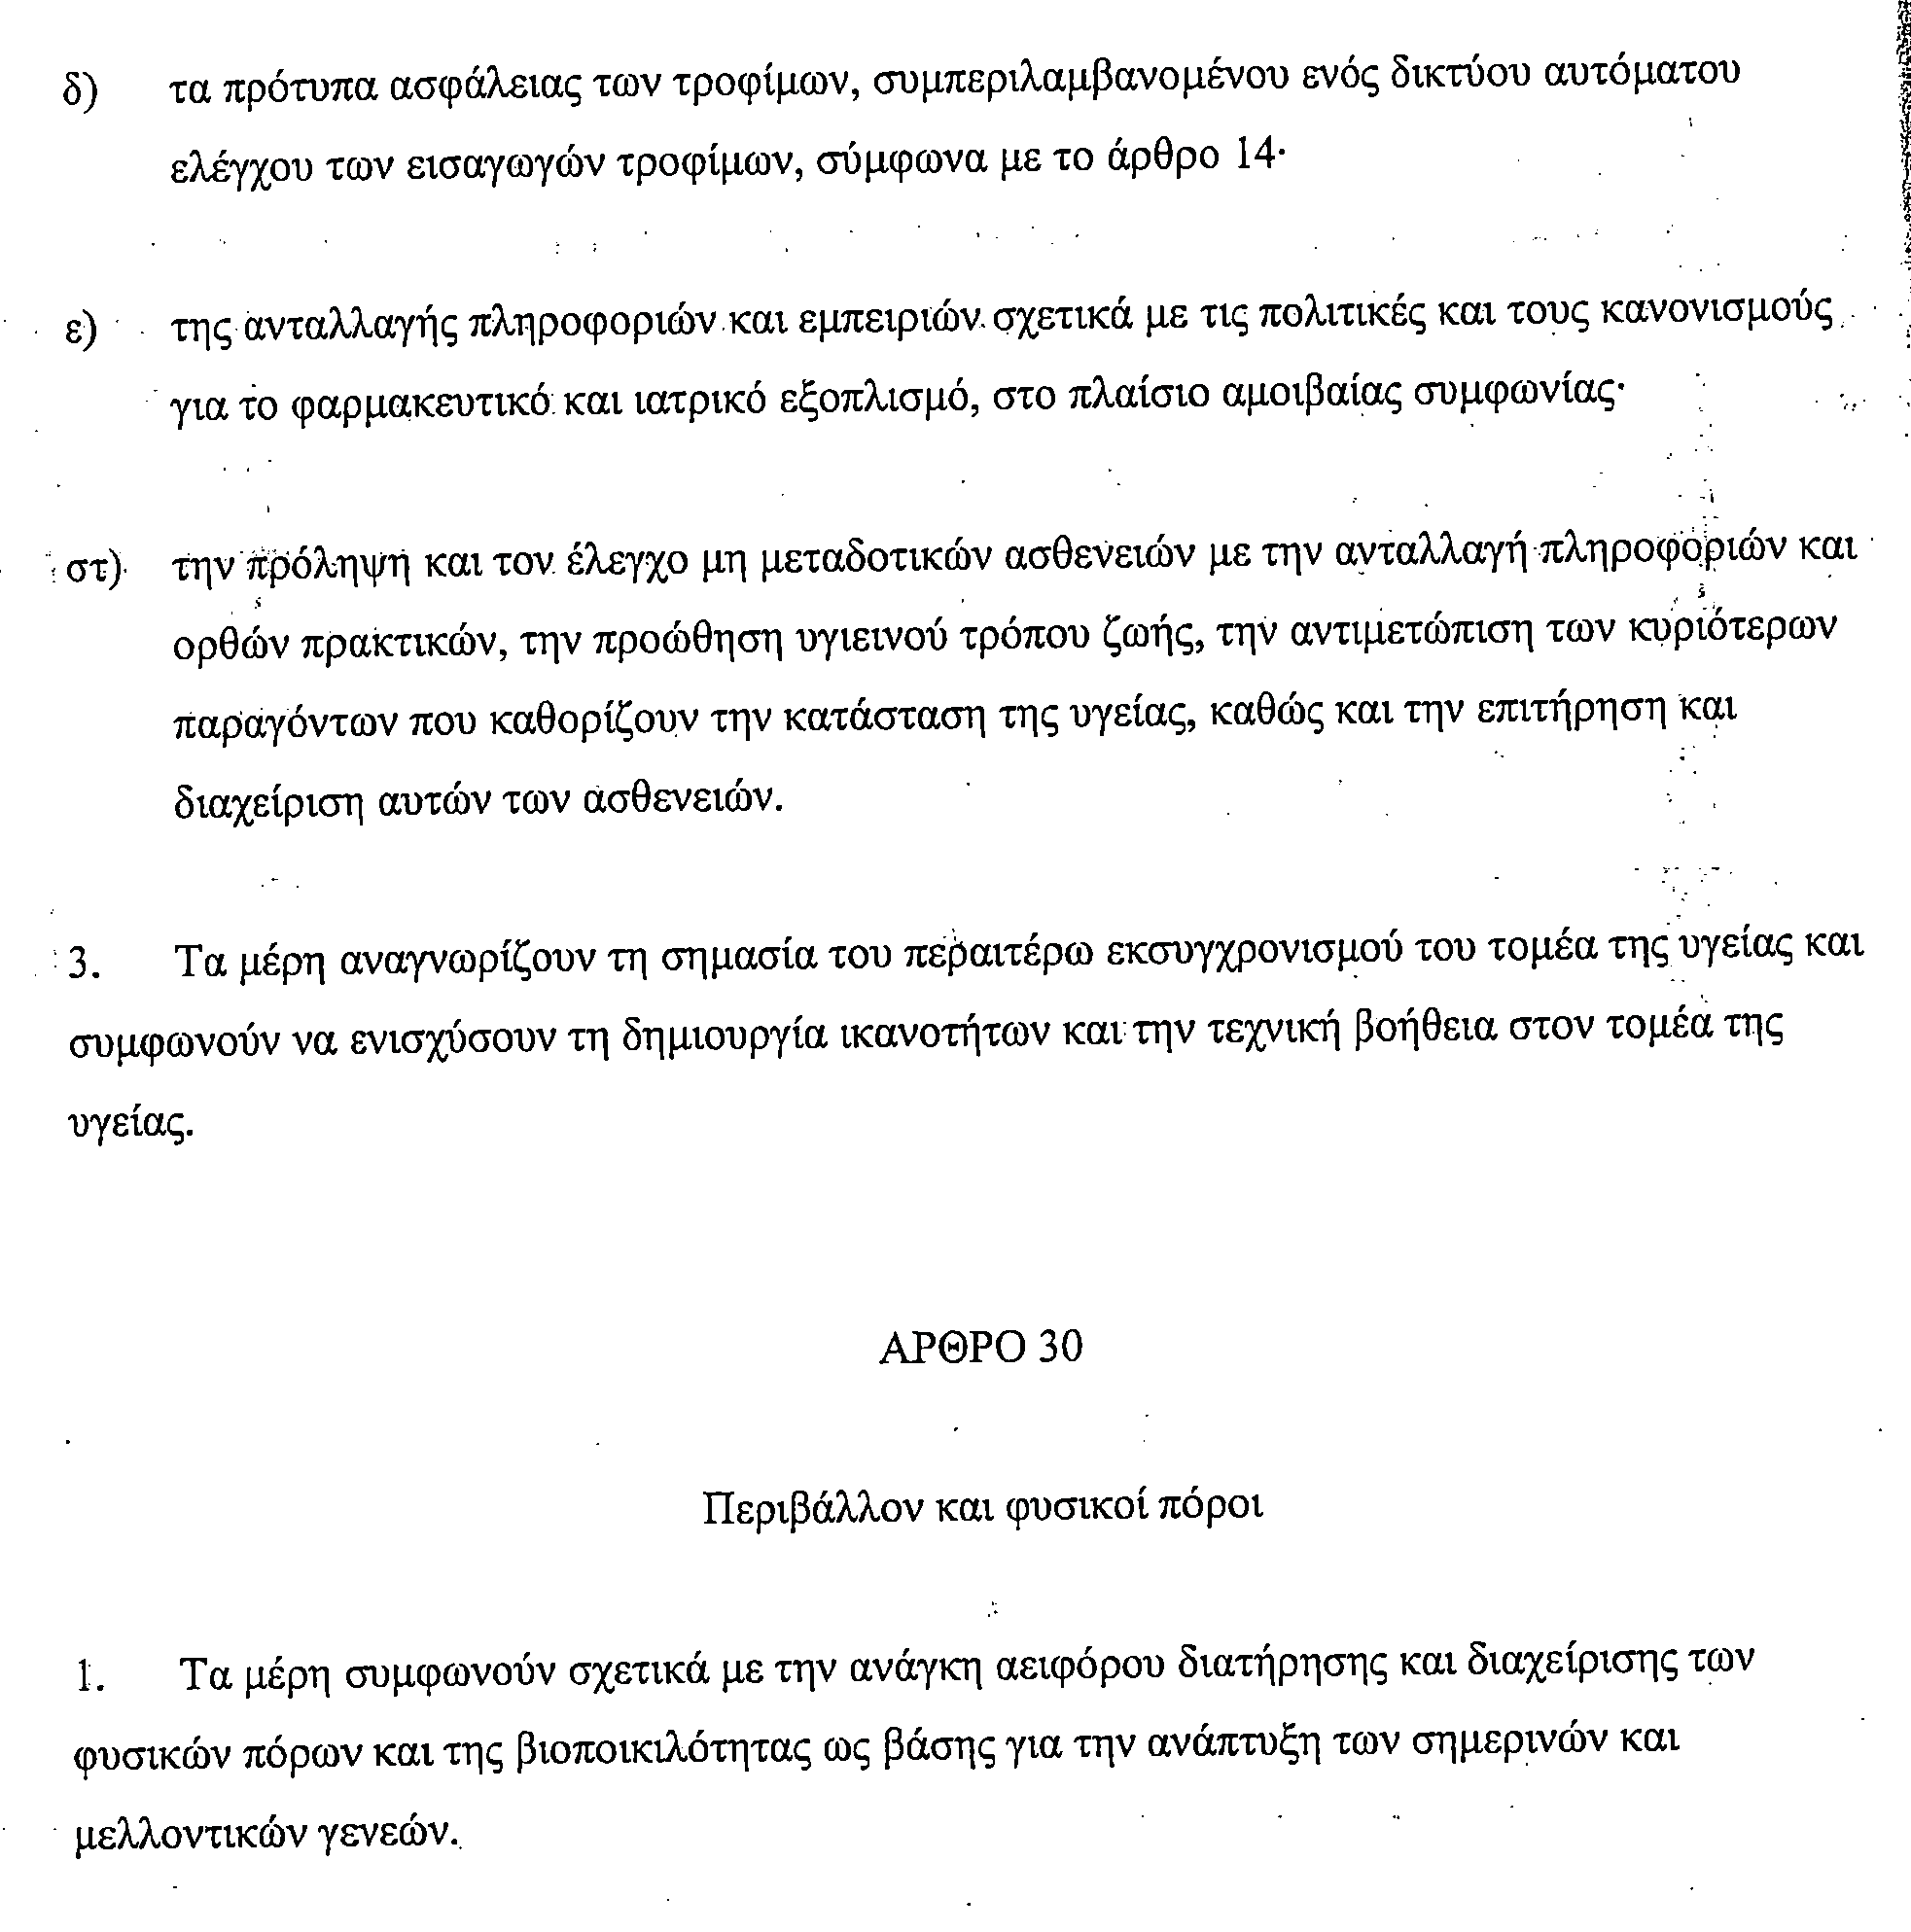 δ) τα πρότυπα ασφάλειας των τροφίμων, συμπεριλαμβανομένου ενός δικτύου αυτόματου
ελέγχου των εισαγωγών τροφίμων, σύμφωνα με το άρθρο 14·
ε) της ανταλλαγής πληροφοριών και εμπειριών σχετικά με τις πολιτικές και τους κανονισμούς
για το φαρμακευτικό και ιατρικό εξοπλισμό, στο πλαίσιο αμοιβαίας συμφωνίας·
στ) την πρόληψη και τον έλεγχο μη μεταδοτικών ασθενειών με την ανταλλαγή πληροφοριών και
ορθών πρακτικών, την προώθηση υγιεινού τρόπου ζωής, την αντιμετώπιση των κυριότερων
παραγόντων που καθορίζουν την κατάσταση της υγείας, καθώς και την επιτήρηση και
διαχείριση αυτών των ασθενειών.
3. Τα μέρη αναγνωρίζουν τη σημασία του περαιτέρω εκσυγχρονισμού του τομέα της υγείας και
συμφωνούν να ενισχύσουν τη δημιουργία ικανοτήτων και την τεχνική βοήθεια στον τομέα της
υγείας.
ΑΡΘΡΟ 30
Περιβάλλον και φυσικοί πόροι
1. Τα μέρη συμφωνούν σχετικά με την ανάγκη αειφόρου διατήρησης και διαχείρισης των
φυσικών πόρων και της βιοποικιλότητας ως βάσης για την ανάπτυξη των σημερινών και
μελλοντικών γενεών.